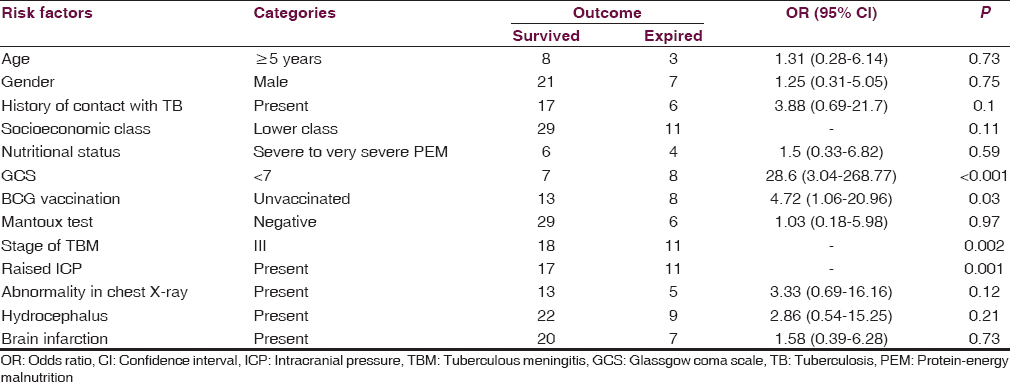 Risk factors Categories Outcome OR (95% CI) P
Survived Expired
Age ≥5 years 8 3 1.31 (0.28-6.14) 0.73
Gender Male 21 7 1.25 (0.31-5.05) 0.75
History of contact with TB Present 17 6 3.88 (0.69-21.7) 0.1
Socioeconomic class Lower class 29 11 - 0.11
Nutritional status Severe to very severe PEM 6 4 1.5 (0.33-6.82) 0.59
GCS <7 7 8 28.6 (3.04-268.77) <0.001
BCG vaccination Unvaccinated 13 8 4.72 (1.06-20.96) 0.03
Mantoux test Negative 29 6 1.03 (0.18-5.98) 0.97
Stage of TBM III 18 11 - 0.002
Raised ICP Present 17 11 - 0.001
Abnormality in chest X-ray Present 13 5 3.33 (0.69-16.16) 0.12
Hydrocephalus Present 22 9 2.86 (0.54-15.25) 0.21
Brain infarction Present 20 7 1.58 (0.39-6.28) 0.73
OR: Odds ratio, CI: Confidence interval, ICP: Intracranial pressure, TBM: Tuberculous meningitis, GCS: Glassgow coma scale, TB: Tuberculosis, PEM: Protein-energy
malnutrition